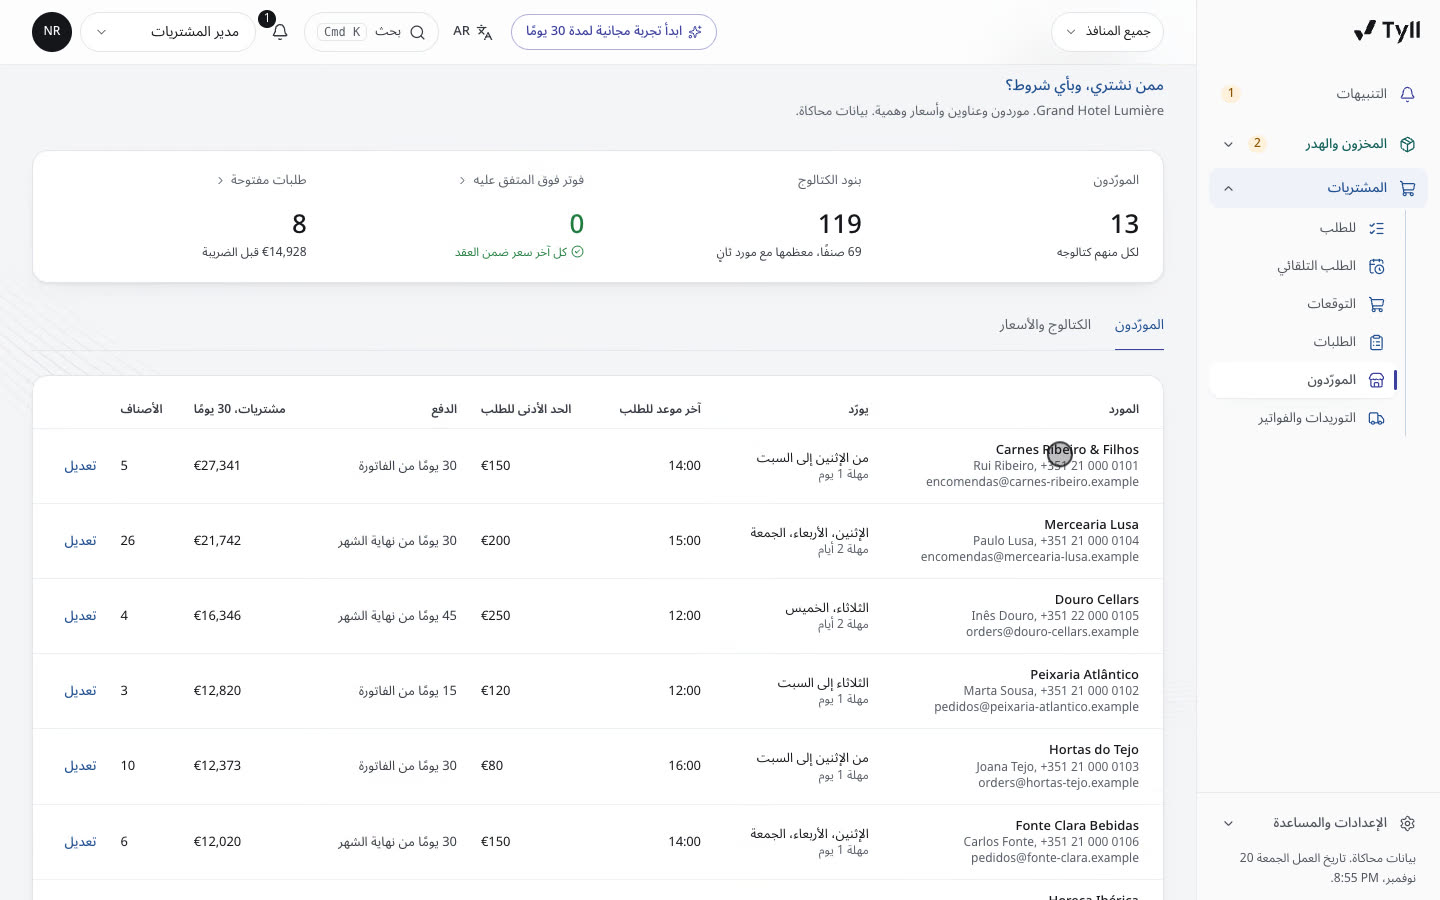 Tyll
جميع المنافذ
ابدأ تجربة مجانية لمدة 30 يومًا
AR
بحث
Cmd K
1
مدير المشتريات
NR
التنبيهات
1
المخزون والهدر
2
المشتريات
للطلب
الطلب التلقائي
التوقعات
الطلبات
المورّدون
التوريدات والفواتير
الإعدادات والمساعدة
بيانات محاكاة. تاريخ العمل الجمعة 20
نوفمبر، 8:55 PM.
ممن نشتري، وبأي شروط؟
Grand Hotel Lumière. موردون وعناوين وأسعار وهمية. بيانات محاكاة.
المورّدون
13
لكل منهم كتالوجه
بنود الكتالوج
119
69 صنفًا، معظمها مع مورد ثانٍ
فوتر فوق المتفق عليه
0
كل آخر سعر ضمن العقد
طلبات مفتوحة
8
€14,928 قبل الضريبة
المورّدون
الكتالوج والأسعار
المورد يورّد آخر موعد للطلب الحد الأدنى للطلب الدفع مشتريات، 30 يومًا الأصناف
Carnes Ribeiro & Filhos
Rui Ribeiro, +351 21 000 0101
encomendas@carnes-ribeiro.example
من الإثنين إلى السبت
مهلة 1 يوم
14:00
€150
30 يومًا من الفاتورة
€27,341
5
تعديل
Mercearia Lusa
Paulo Lusa, +351 21 000 0104
encomendas@mercearia-lusa.example
الإثنين، الأربعاء، الجمعة
مهلة 2 أيام
15:00
€200
30 يومًا من نهاية الشهر
€21,742
26
تعديل
Douro Cellars
Inês Douro, +351 22 000 0105
orders@douro-cellars.example
الثلاثاء، الخميس
مهلة 2 أيام
12:00
€250
45 يومًا من نهاية الشهر
€16,346
4
تعديل
Peixaria Atlântico
Marta Sousa, +351 21 000 0102
pedidos@peixaria-atlantico.example
الثلاثاء إلى السبت
مهلة 1 يوم
12:00
€120
15 يومًا من الفاتورة
€12,820
3
تعديل
Hortas do Tejo
Joana Tejo, +351 21 000 0103
orders@hortas-tejo.example
من الإثنين إلى السبت
مهلة 1 يوم
16:00
€80
30 يومًا من الفاتورة
€12,373
10
تعديل
Fonte Clara Bebidas
Carlos Fonte, +351 21 000 0106
pedidos@fonte-clara.example
الإثنين، الأربعاء، الجمعة
مهلة 1 يوم
14:00
€150
30 يومًا من نهاية الشهر
€12,020
6
تعديل